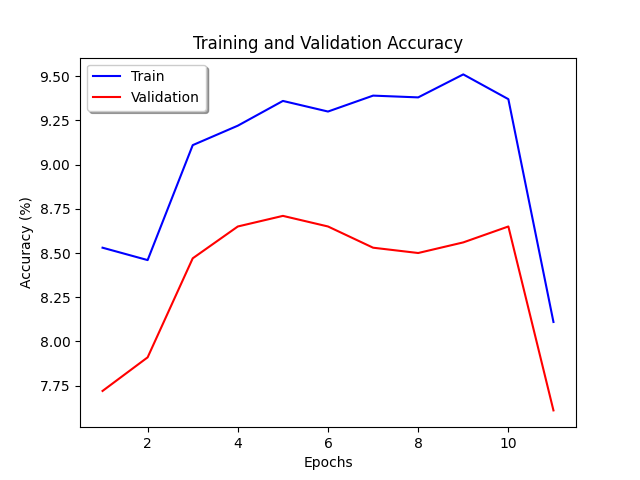 Training and Validation Accuracy
Train
Validation
9.50
9.25
9.00
8.75
8.50
8.25
8.00
7.75
Accuracy (%)
2 4 6 8 10
Epochs